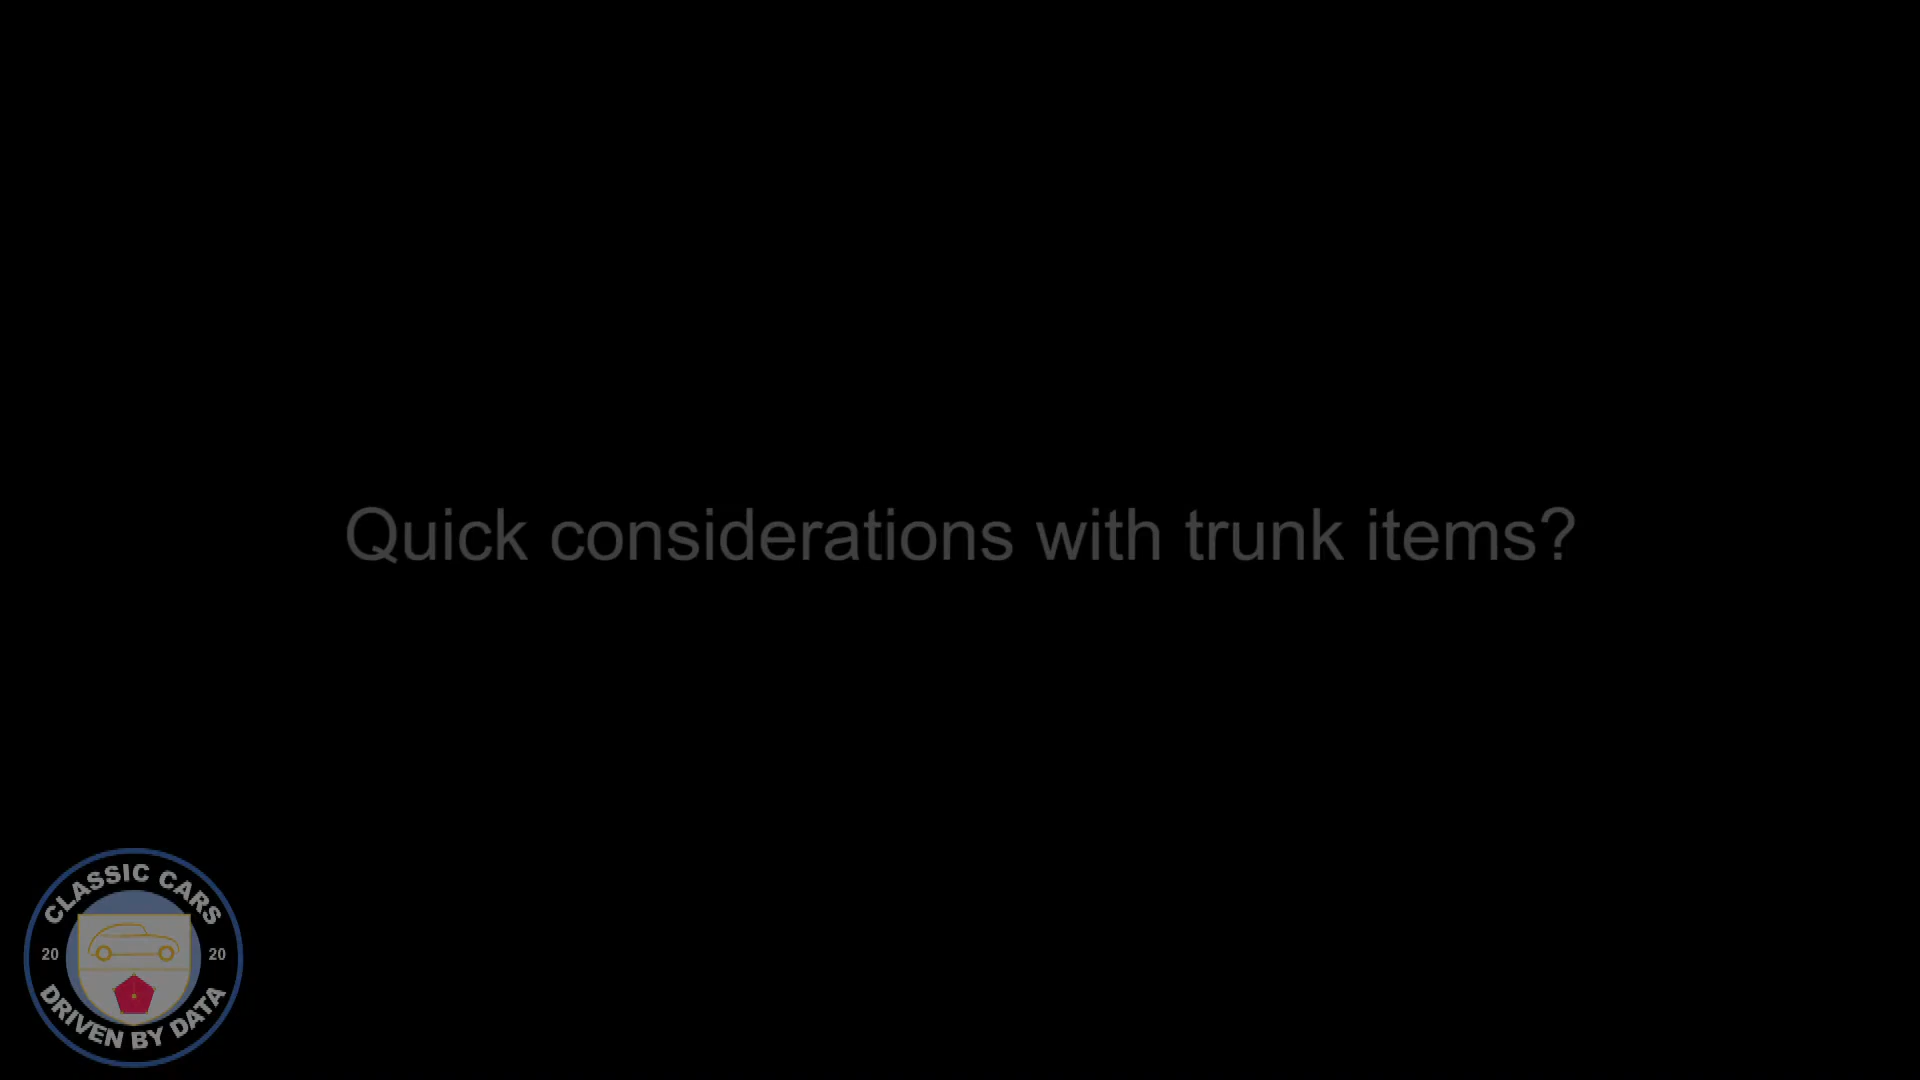 Quick considerations with trunk items?
CLASSIC CARS
20 20
DRIVEN BY DATA